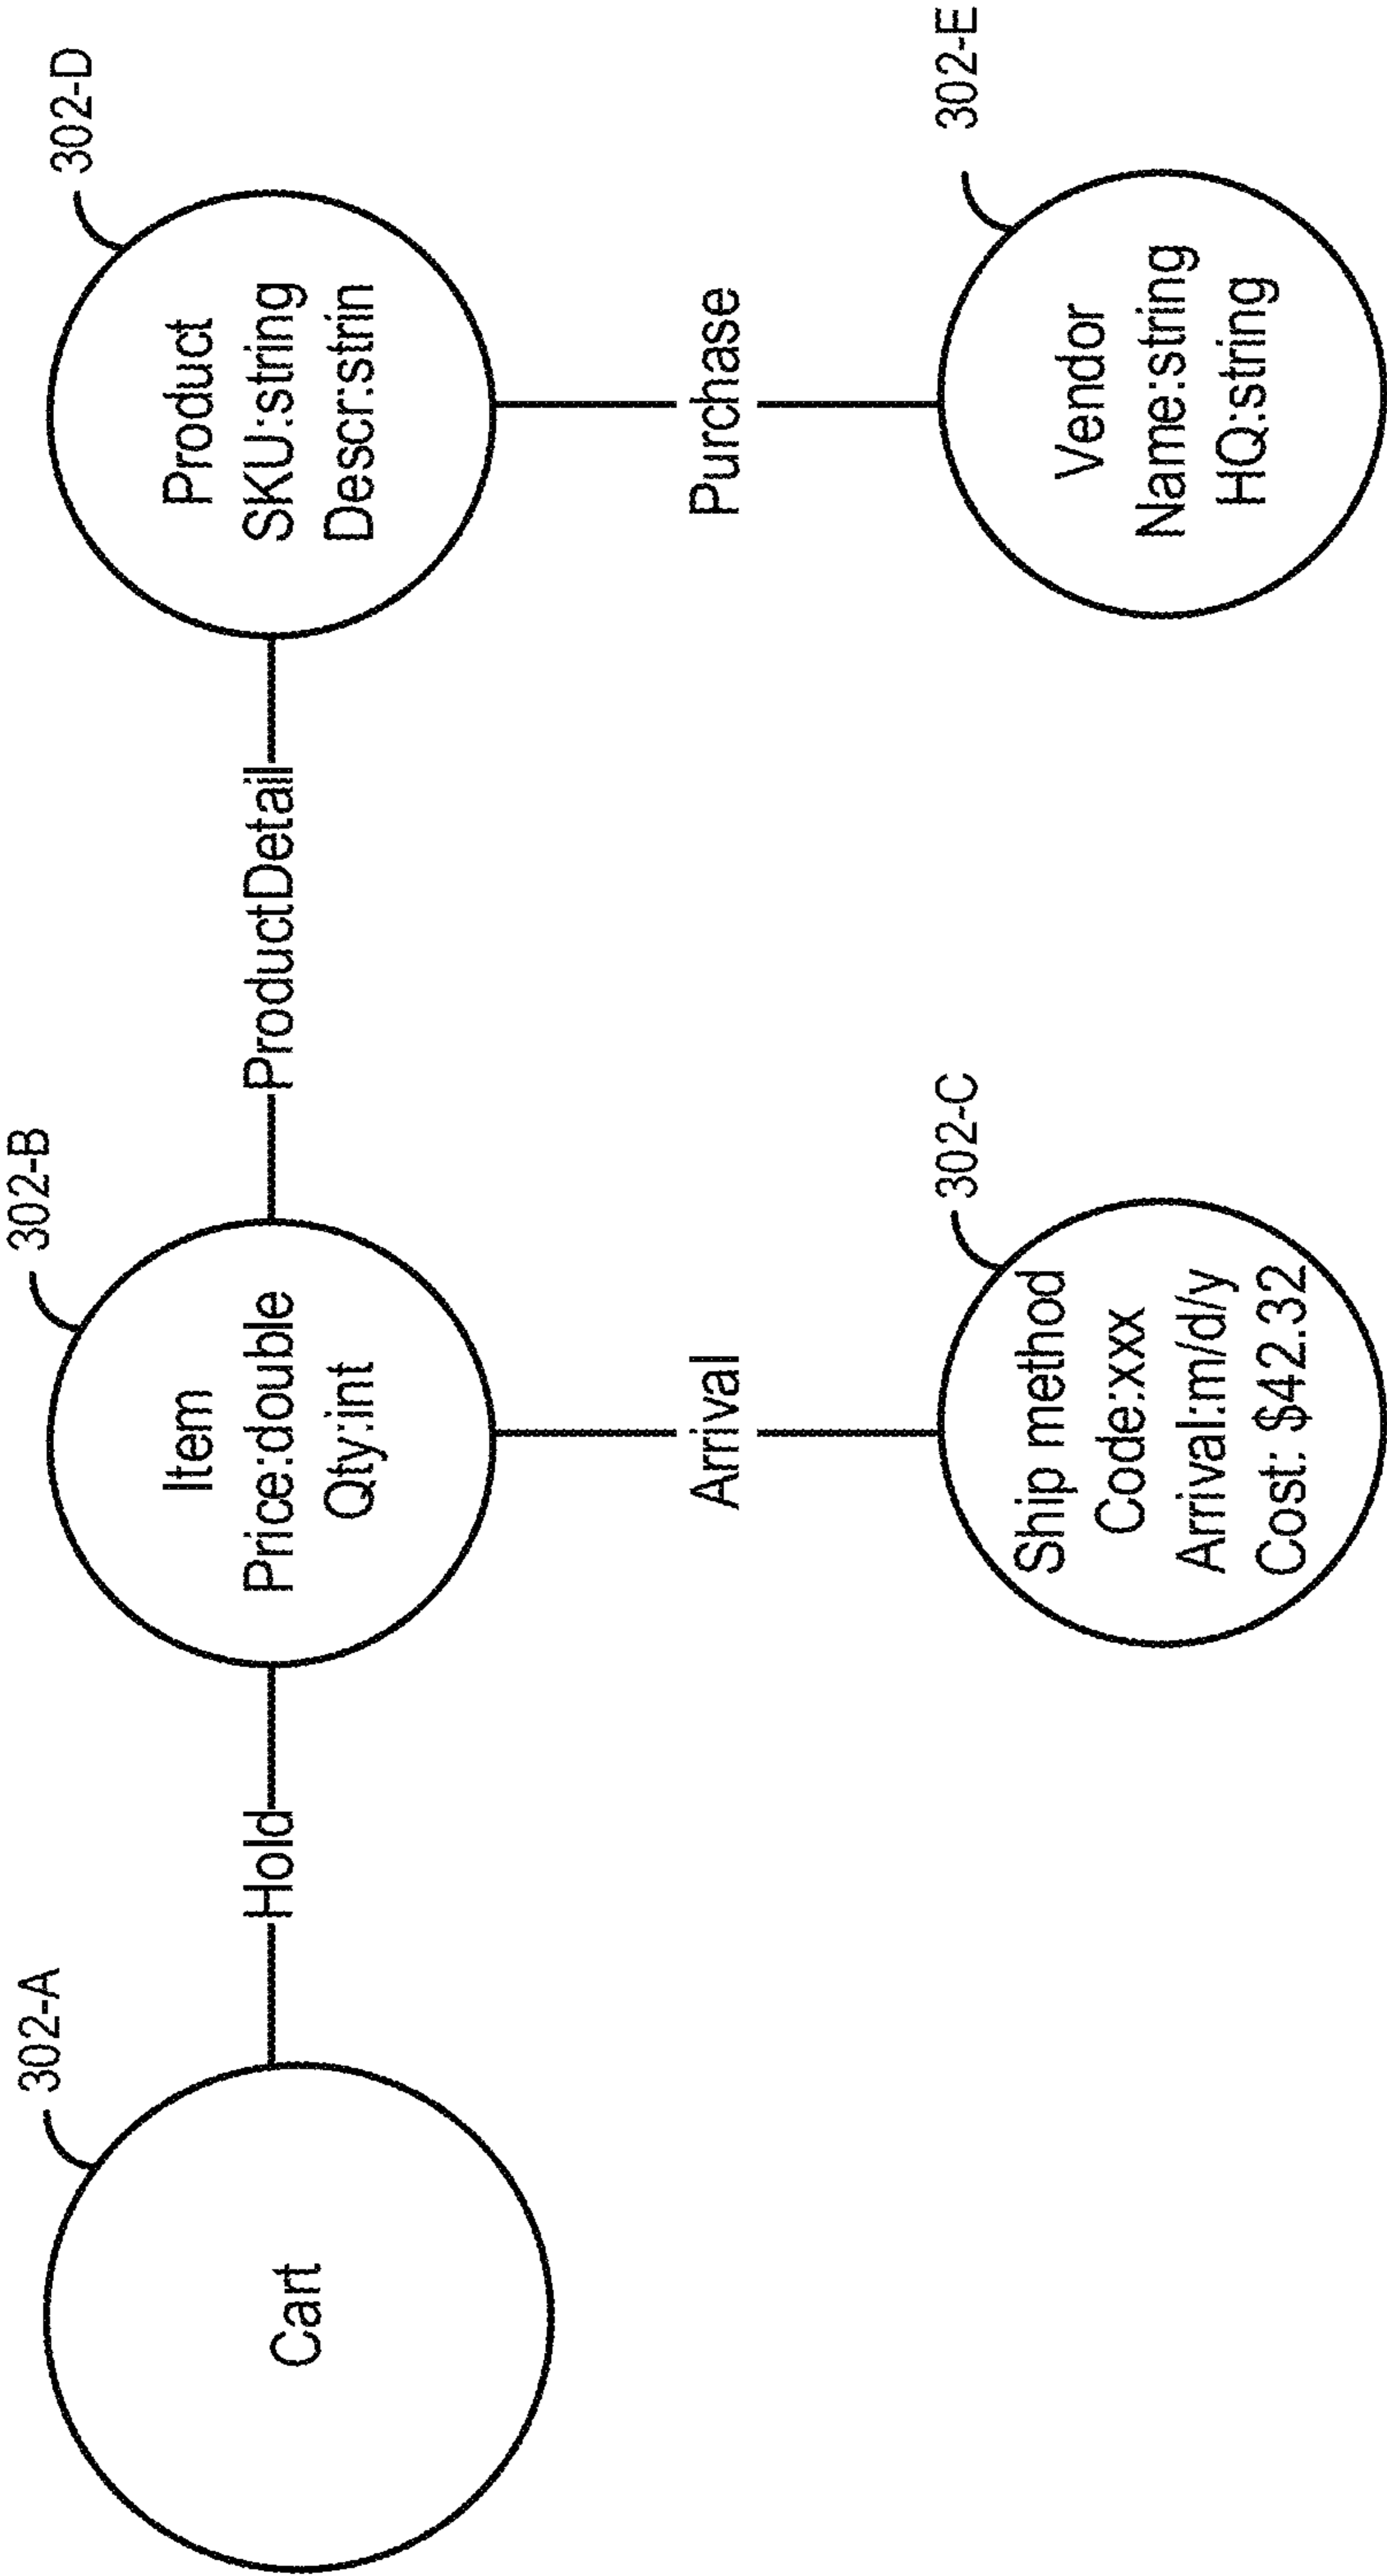 302-A
Cart
Hold
302-B
Item
Price:double
Qty:int
ProductDetail
302-D
Product
SKU:string
Descr:strin
Arrival
Purchase
302-C
Ship method
Code:xxx
Arrival:m/d/y
Cost: $42.32
302-E
Vendor
Name:string
HQ:string